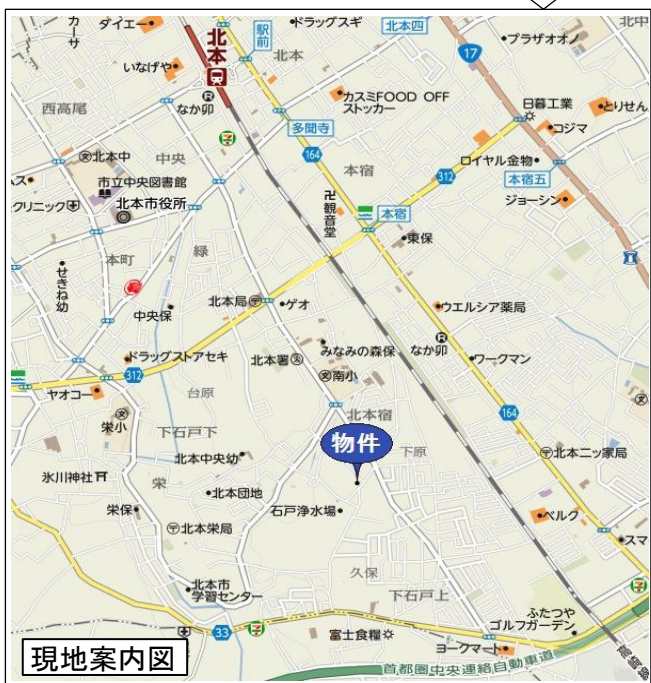 カーサ
ダイエー
北本
駅前
ドラッグスギ
北本
北本四
17
プラザオオノ
北中
いなげや
西高尾
なか卯
カスミFOOD OFF
ストッカー
日暮工業
とりせん
コジマ
多聞寺
北本中
中央
164
本宿
ロイヤル金物
312
本宿五
ス
市立中央図書館
クリニック
北本市役所
卍観音堂
本宿
ジョーシン
東保
緑
本町
せきね幼
中央保
北本局
ゲオ
ウエルシア薬局
ドラッグストアセキ
北本署
みなみの森保
なか卯
ワークマン
312
南小
ヤオコー
台原
164
栄小
下石戸下
北本宿
物件
下原
北本中央幼
北本二ッ家局
氷川神社
栄
北本団地
石戸浄水場
栄保
北本栄局
ベルク
スマ
久保
北本市
学習センター
下石戸上
ふたつや
ゴルフガーデン
33
富士食糧
ヨークマート
高崎線
首都圏中央連絡自動車道
現地案内図